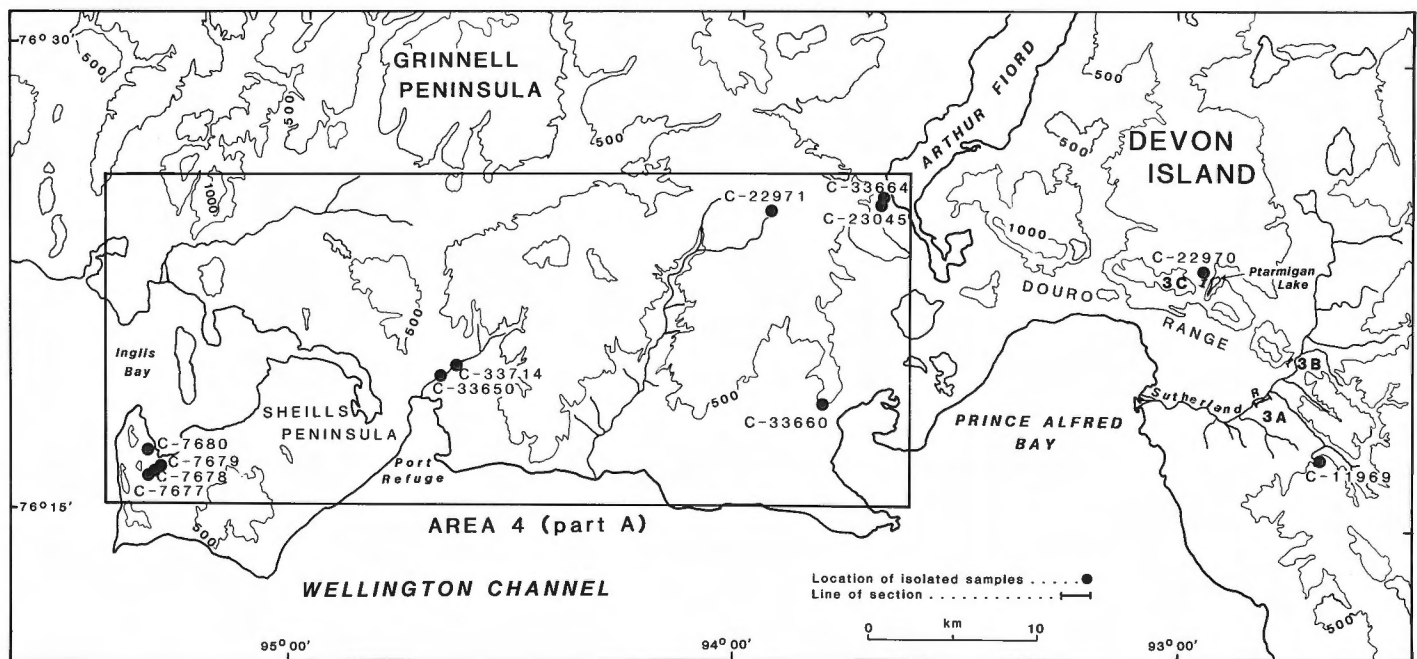 76° 30'
500
GRINNELL
PENINSULA
500
500
ARTHUR FIORD
500
500
DEVON
ISLAND
1000
C-22971
C-33664
C-23045
1000
C-22970
3C
Ptarmigan
Lake
DOURO
RANGE
500
Inglis
Bay
C-33714
C-33650
3B
500
C-33660
SHEILLS
PENINSULA
Sutherland R.
3A
PRINCE ALFRED
BAY
C-7680
C-7679
C-7678
C-7677
Port
Refuge
C-11969
76° 15'
500
AREA 4 (part A)
WELLINGTON CHANNEL
Location of isolated samples . . . . .
Line of section . . . . . . . . . . . .
0 km 10
500
95° 00'
94° 00'
93° 00'